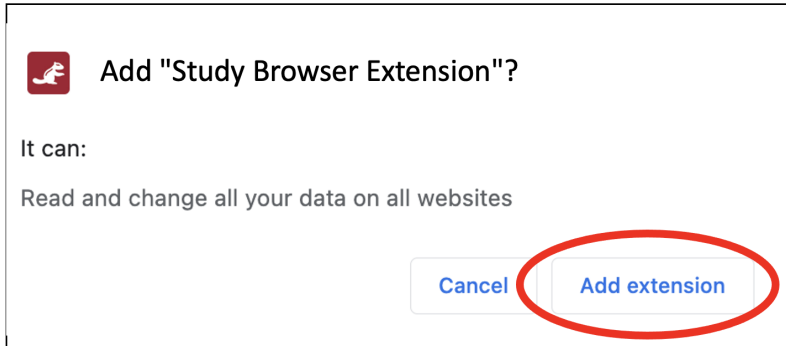 Add "Study Browser Extension"?
It can:
Read and change all your data on all websites
Cancel
Add extension